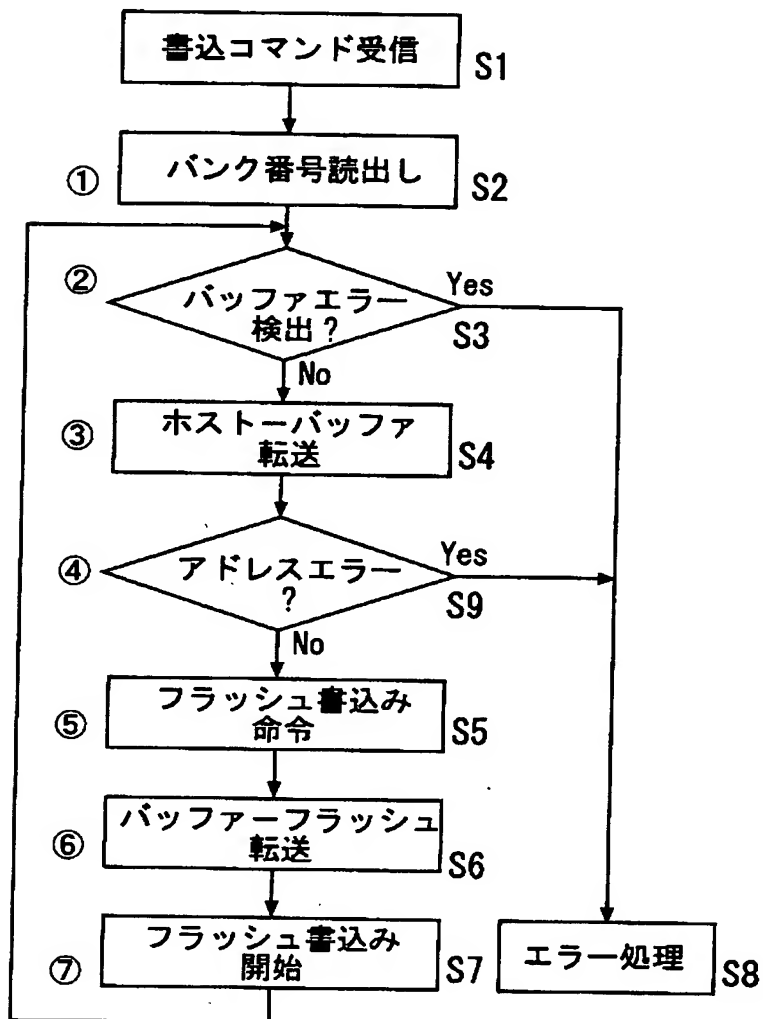 書込コマンド受信
S1
①
バンク番号読出し
S2
②
バッファエラー
検出?
Yes
S3
No
③
ホストーバッファ
転送
S4
④
アドレスエラー
?
Yes
S9
No
⑤
フラッシュ書込み
命令
S5
⑥
バッファーフラッシュ
転送
S6
⑦
フラッシュ書込み
開始
S7
エラー処理
S8